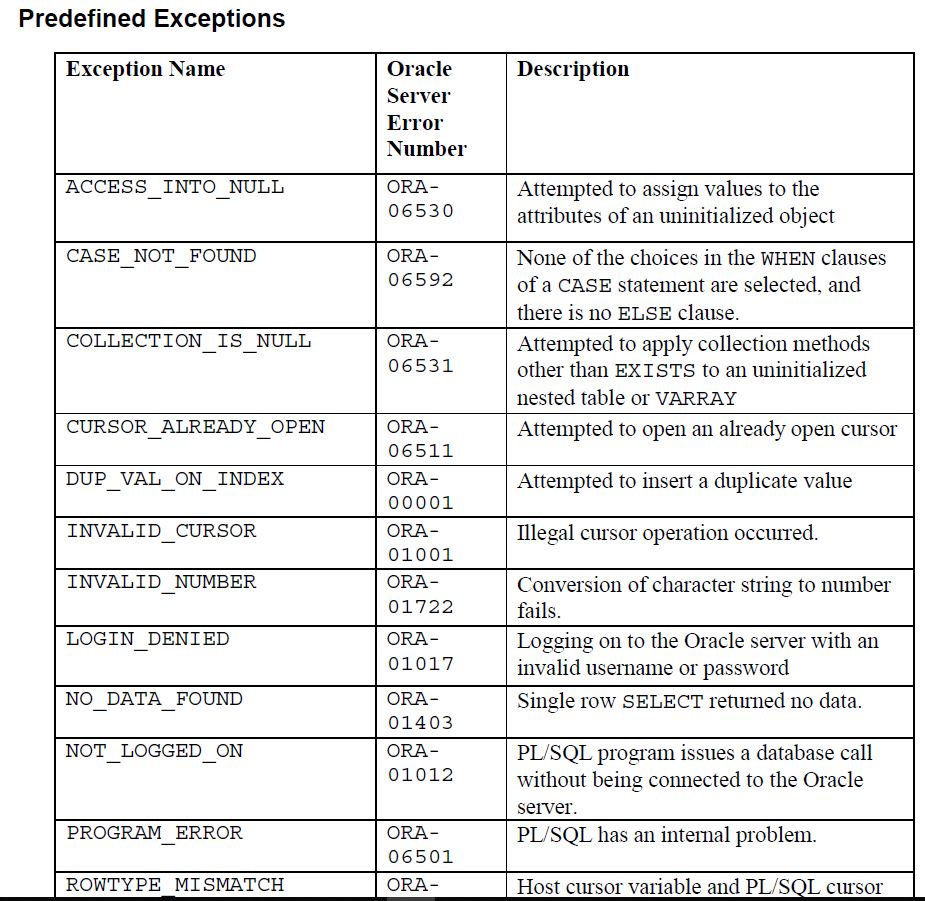 Predefined Exceptions
Exception Name
Oracle
Server
Error
Number
Description
ACCESS_INTO_NULL
ORA-
06530
Attempted to assign values to the
attributes of an uninitialized object
CASE_NOT_FOUND
ORA-
06592
None of the choices in the WHEN clauses
of a CASE statement are selected, and
there is no ELSE clause.
COLLECTION_IS_NULL
ORA-
06531
Attempted to apply collection methods
other than EXISTS to an uninitialized
nested table or VARRAY
CURSOR_ALREADY_OPEN
ORA-
06511
Attempted to open an already open cursor
DUP_VAL_ON_INDEX
ORA-
00001
Attempted to insert a duplicate value
INVALID_CURSOR
ORA-
01001
Illegal cursor operation occurred.
INVALID_NUMBER
ORA-
01722
Conversion of character string to number
fails.
LOGIN_DENIED
ORA-
01017
Logging on to the Oracle server with an
invalid username or password
NO_DATA_FOUND
ORA-
01403
Single row SELECT returned no data.
NOT_LOGGED_ON
ORA-
01012
PL/SQL program issues a database call
without being connected to the Oracle
server.
PROGRAM_ERROR
ORA-
06501
PL/SQL has an internal problem.
ROWTYPE_MISMATCH
ORA-
Host cursor variable and PL/SQL cursor